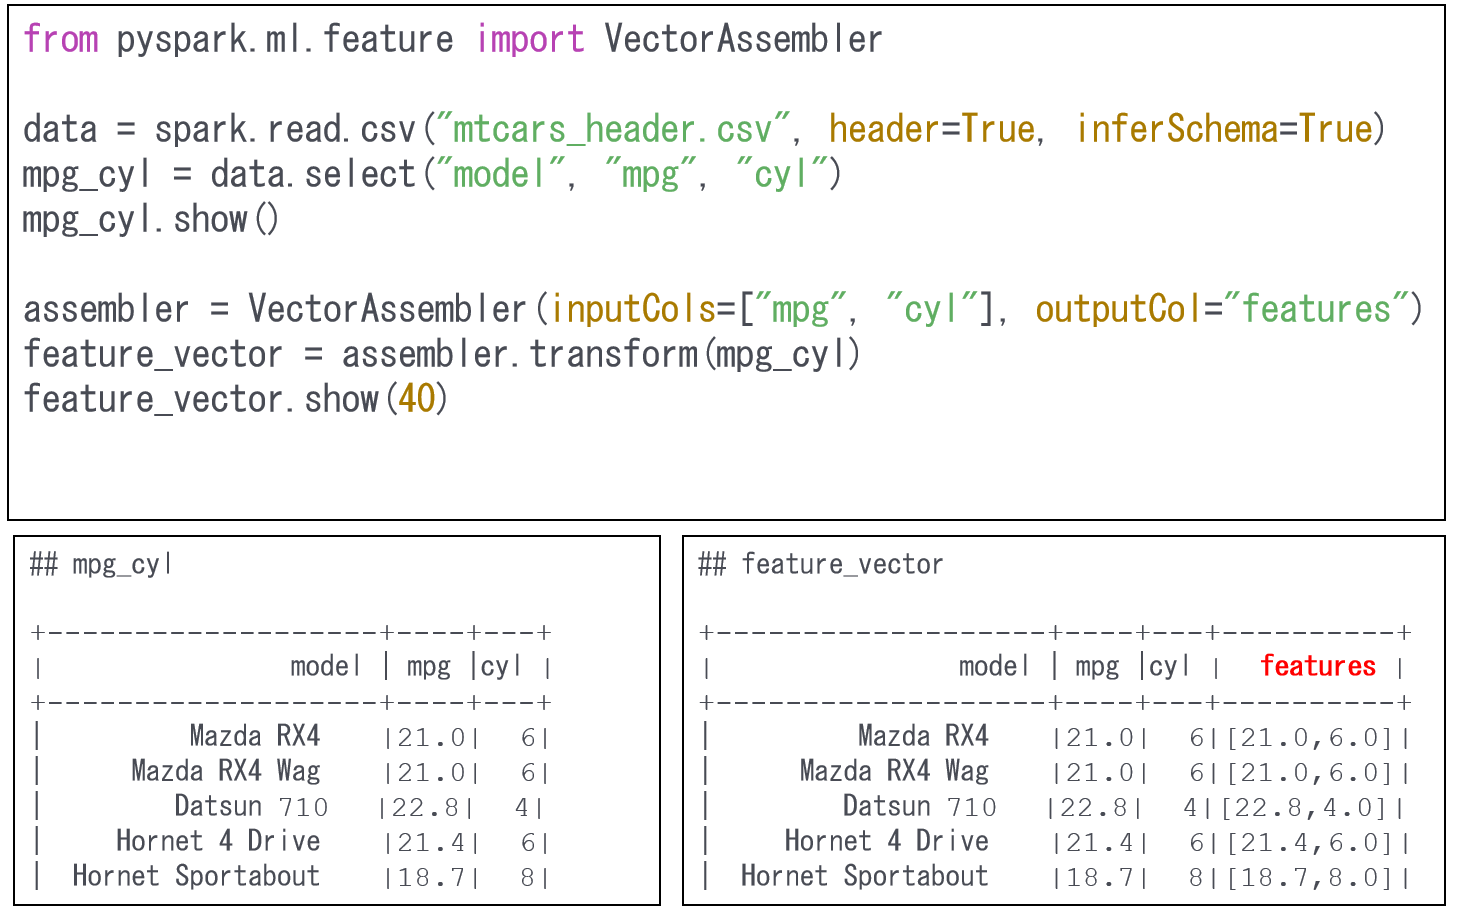 from pyspark.ml.feature import VectorAssembler
data = spark.read.csv("mtcars_header.csv", header=True, inferSchema=True)
mpg_cyl = data.select("model", "mpg", "cyl")
mpg_cyl.show()
assembler = VectorAssembler(inputCols=["mpg", "cyl"], outputCol="features")
feature_vector = assembler.transform(mpg_cyl)
feature_vector.show(40)
## mpg_cyl
+-------------------+----+---+
|                 model | mpg |cyl |
+-------------------+----+---+
|          Mazda RX4    |21.0|  6|
|      Mazda RX4 Wag    |21.0|  6|
|         Datsun 710   |22.8|  4|
|     Hornet 4 Drive    |21.4|  6|
|  Hornet Sportabout    |18.7|  8|
## feature_vector
+-------------------+----+---+----------+
|                 model | mpg |cyl |  features |
+-------------------+----+---+----------+
|          Mazda RX4    |21.0|  6|[21.0,6.0]|
|      Mazda RX4 Wag    |21.0|  6|[21.0,6.0]|
|         Datsun 710   |22.8|  4|[22.8,4.0]|
|     Hornet 4 Drive    |21.4|  6|[21.4,6.0]|
|  Hornet Sportabout    |18.7|  8|[18.7,8.0]|